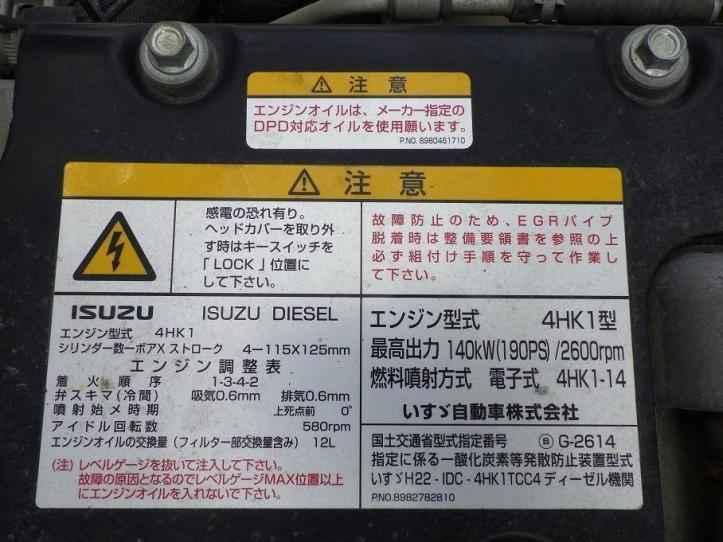 ⚠ 注意
エンジンオイルは、メーカー指定の
DPD対応オイルを使用願います。
P.NO. 8980461710
⚠ 注意
感電の恐れ有り。
ヘッドカバーを取り外
す時はキースイッチを
「LOCK」位置に
して下さい。
故障防止のため、EGRパイプ
脱着時は整備要領書を参照の上
必ず組付け手順を守って作業し
て下さい。
ISUZU ISUZU DIESEL
エンジン型式 4HK1
シリンダー数ーボアX ストローク 4ー115X125mm
エンジン調整表
着火順序 1-3-4-2
弁スキマ(冷間) 吸気0.6mm 排気0.6mm
噴射始メ時期 上死点前 0°
アイドル回転数 580rpm
エンジンオイルの交換量(フィルター部交換量含み) 12L
(注) レベルゲージを抜いて注入して下さい。
故障の原因となるのでレベルゲージMAX位置以上
にエンジンオイルを入れないで下さい。
エンジン型式 4HK1型
最高出力 140kW(190PS)/2600rpm
燃料噴射方式 電子式 4HK1-14
いすゞ自動車株式会社
国土交通省型式指定番号 Ⓑ G-2614
指定に係る一酸化炭素等発散防止装置型式
いすゞH22-IDC-4HK1TCC4ディーゼル機関
P.NO.8982782810